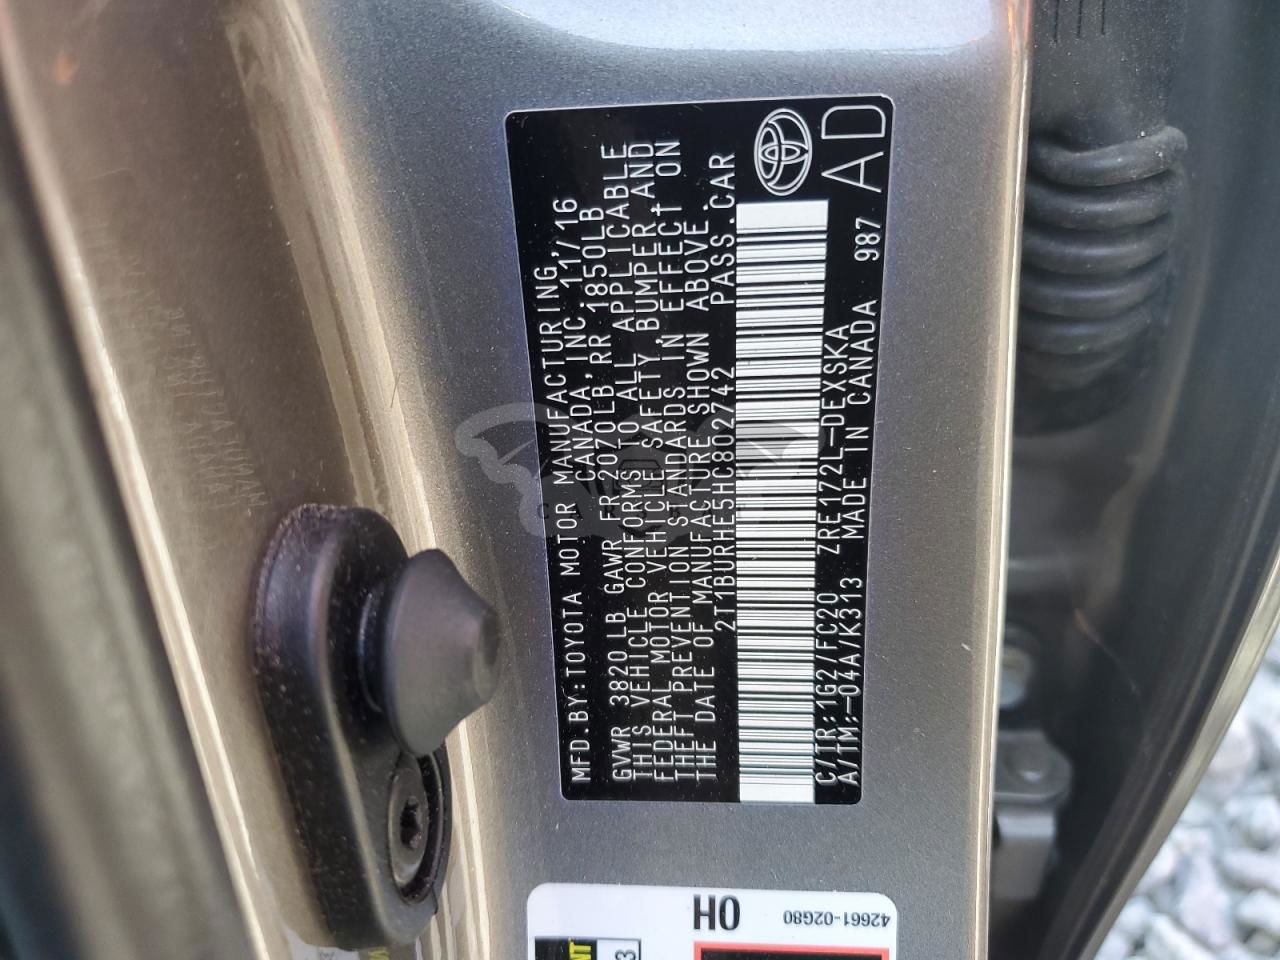 MFD.BY:TOYOTA MOTOR MANUFACTURING,
CANADA,INC. 11/16
GVWR 3820LB GAWR FR 2070LB,RR 1850LB
THIS VEHICLE CONFORMS TO ALL APPLICABLE
FEDERAL MOTOR VEHICLE SAFETY,BUMPER,AND
THEFT PREVENTION STANDARDS IN EFFECT ON
THE DATE OF MANUFACTURE SHOWN ABOVE.
2T1BURHE5HC802742 PASS.CAR
C/TR:1G2/FC20 ZRE172L-DEXSKA 987
A/TM:-04A/K313 MADE IN CANADA
AD
OH
42661-02G80